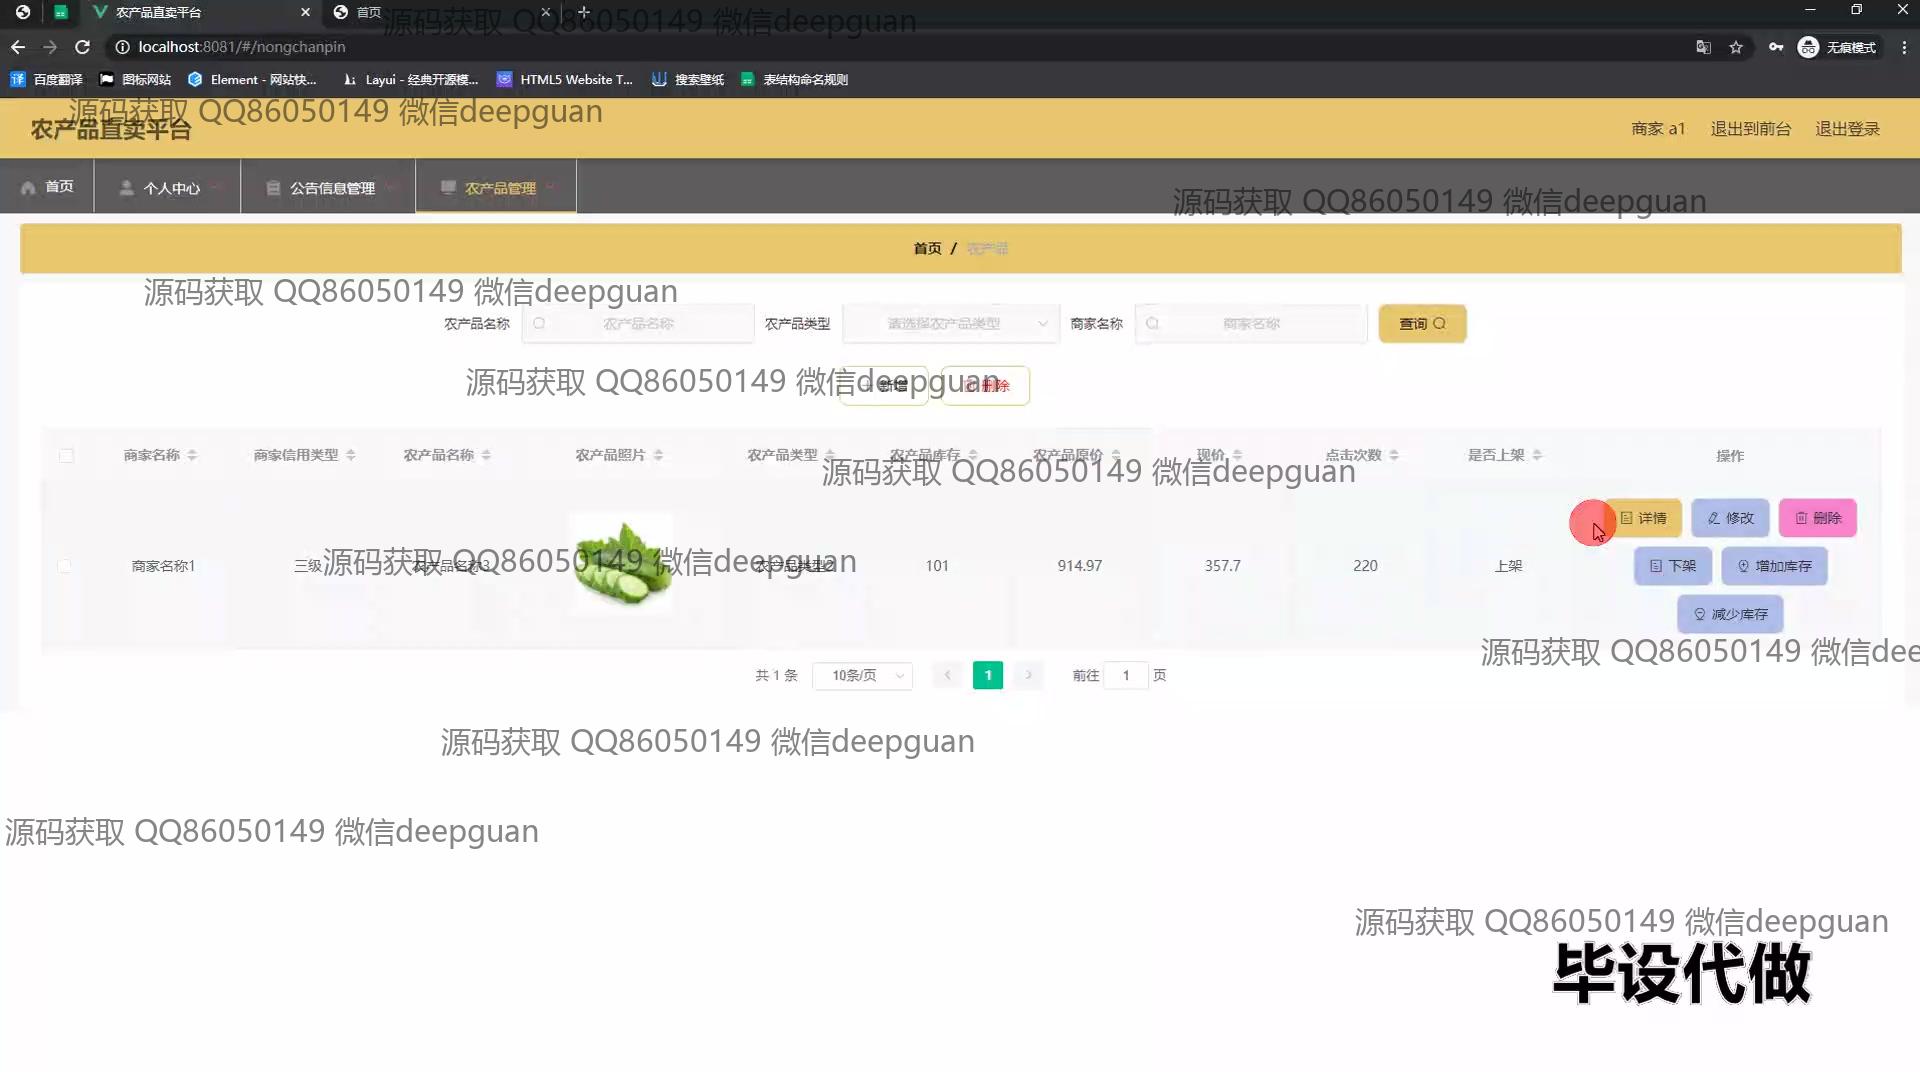 农产品直卖平台
首页
源码获取 QQ86050149 微信deepguan
localhost:8081/#/nongchanpin
无痕模式
百度翻译
图标网站
Element - 网站快...
Layui - 经典开源模...
HTML5 Website T...
搜索壁纸
表结构命名规则
源码获取 QQ86050149 微信deepguan
农产品直卖平台
商家 a1
退出到前台
退出登录
首页
个人中心
公告信息管理
农产品管理
源码获取 QQ86050149 微信deepguan
首页 / 农产品
源码获取 QQ86050149 微信deepguan
农产品名称
农产品名称
农产品类型
请选择农产品类型
商家名称
商家名称
查询
源码获取 QQ86050149 微信deepguan
新增
删除
商家名称
商家信用类型
农产品名称
农产品照片
农产品类型
农产品库存
农产品原价
现价
点击次数
是否上架
操作
源码获取 QQ86050149 微信deepguan
详情
修改
删除
商家名称1
三级
农产品名称3
农产品类型2
101
914.97
357.7
220
上架
下架
增加库存
减少库存
源码获取 QQ86050149 微信deepguan
源码获取 QQ86050149 微信dee
共 1 条
10条/页
1
前往
1
页
源码获取 QQ86050149 微信deepguan
源码获取 QQ86050149 微信deepguan
源码获取 QQ86050149 微信deepguan
毕设代做